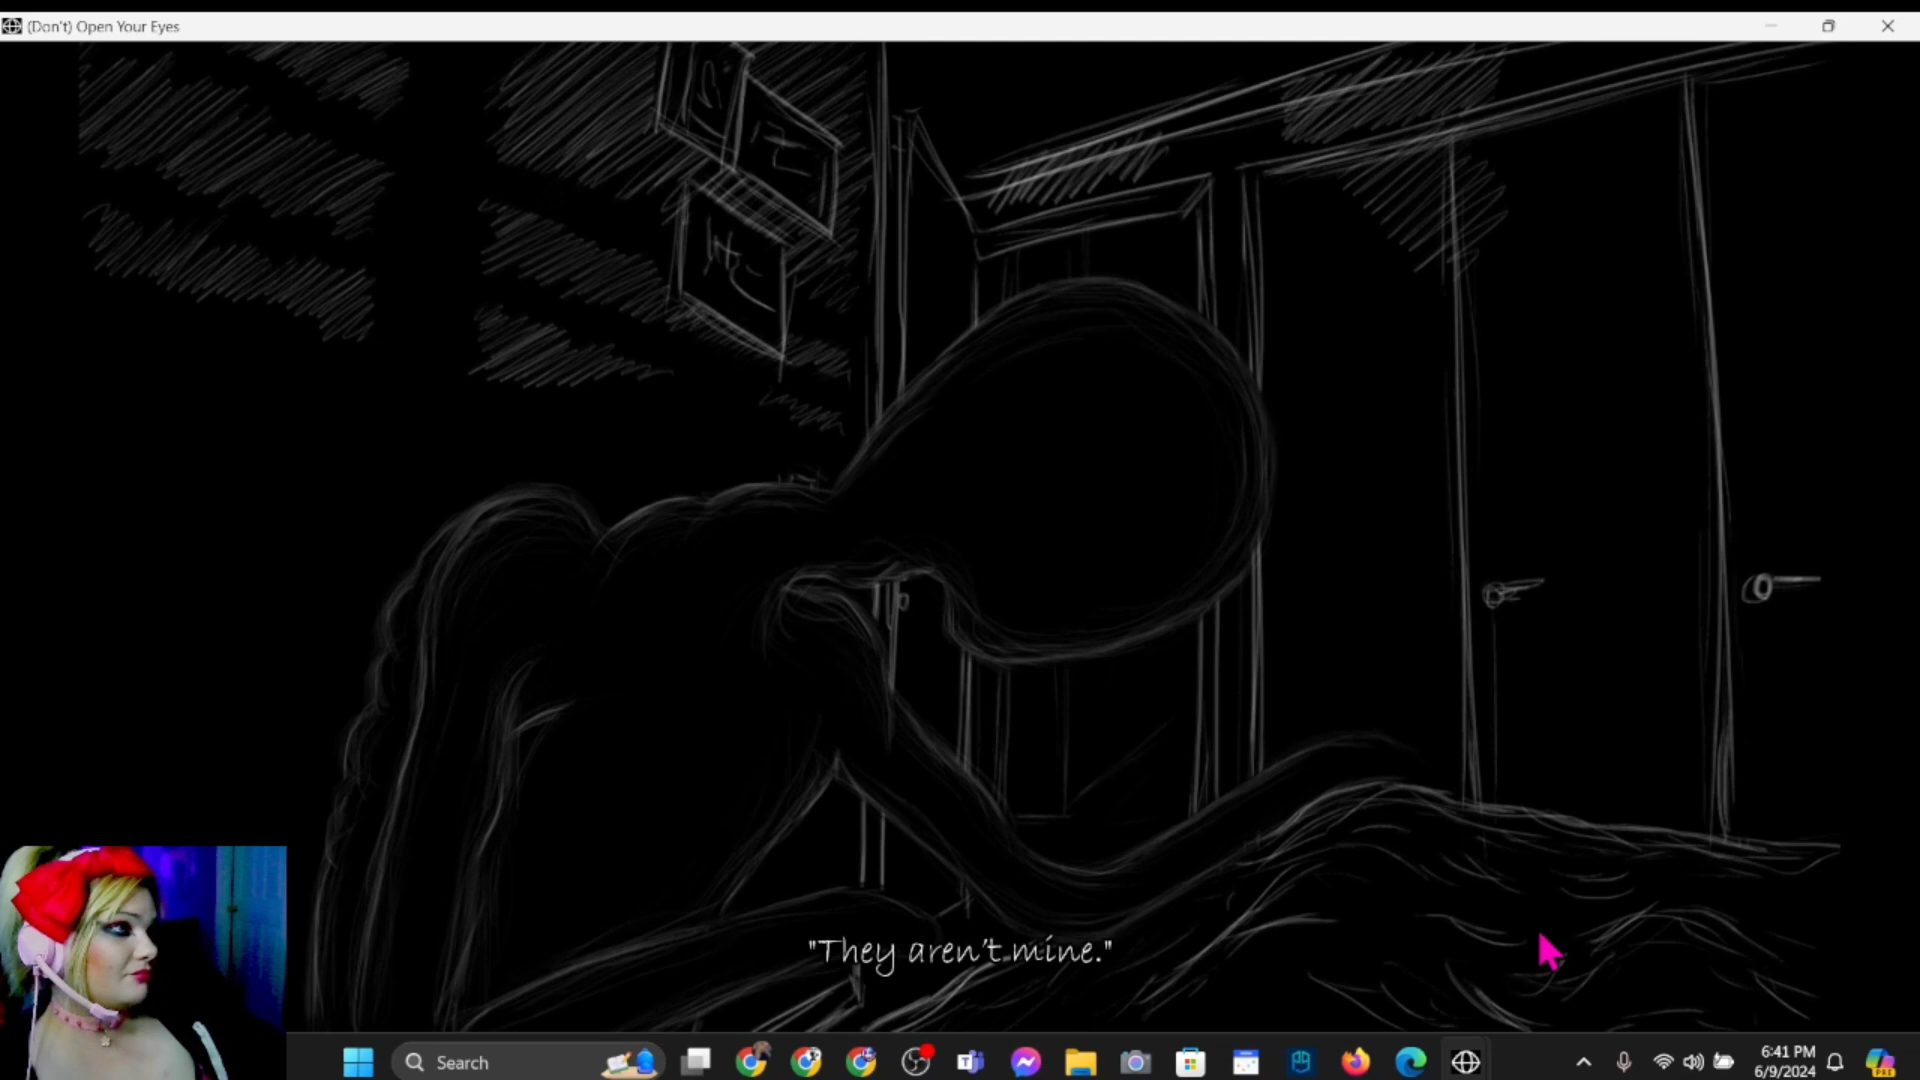 (Don't) Open Your Eyes
"They aren't mine."
Search
6:41 PM
6/9/2024